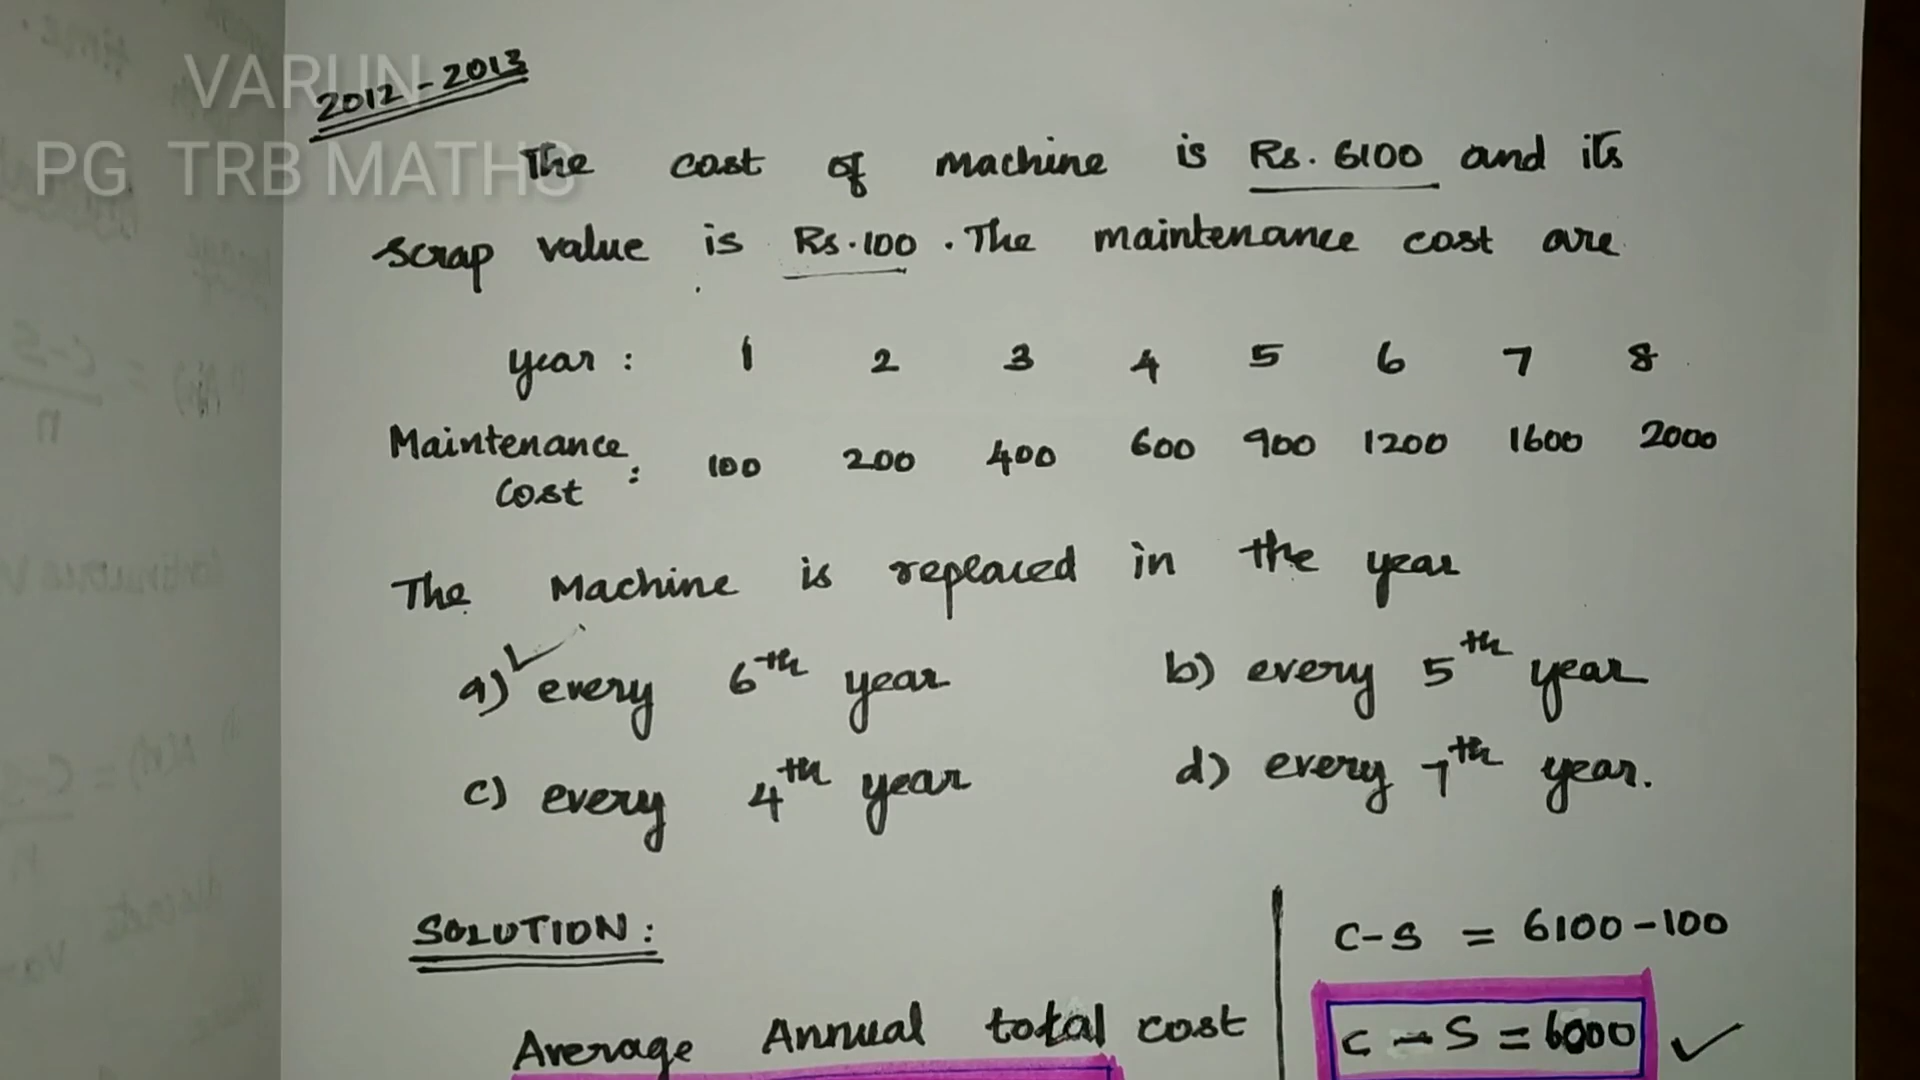 VARUN
PG TRB MATHS
2012-2013
The cost of machine is Rs. 6100 and its
scrap value is Rs.100. The maintenance cost are
year : 1 2 3 4 5 6 7 8
Maintenance cost : 100 200 400 600 900 1200 1600 2000
The Machine is replaced in the year
a) every 6th year b) every 5th year
c) every 4th year d) every 7th year.
SOLUTION:
C-S = 6100-100
Average Annual total cost
C-S = 6000